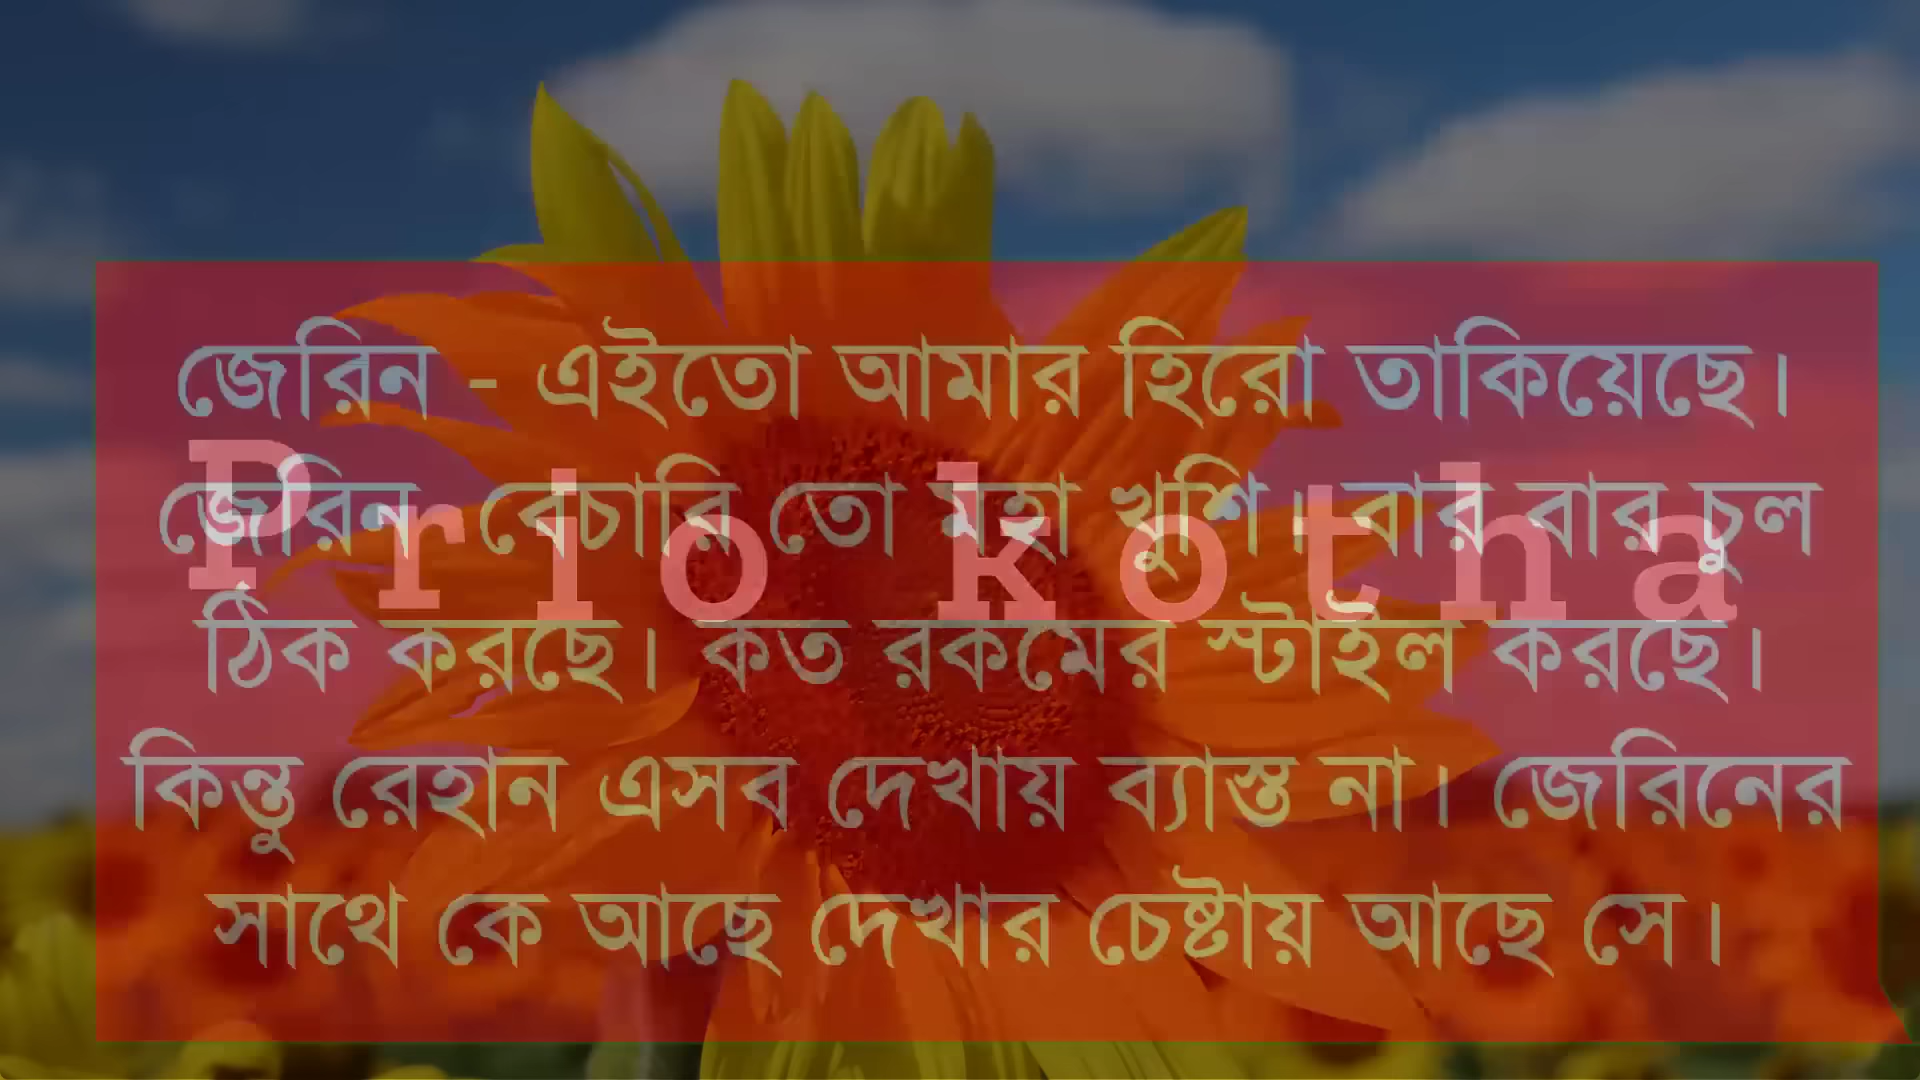 জেরিন - এইতো আমার হিরো তাকিয়েছে।
জেরিন বেচারি তো মহা খুশি। বার বার চুল
Prio kotha
ঠিক করছে। কত রকমের স্টাইল করছে।
কিন্তু রেহান এসব দেখায় ব্যাস্ত না। জেরিনের
সাথে কে আছে দেখার চেষ্টায় আছে সে।